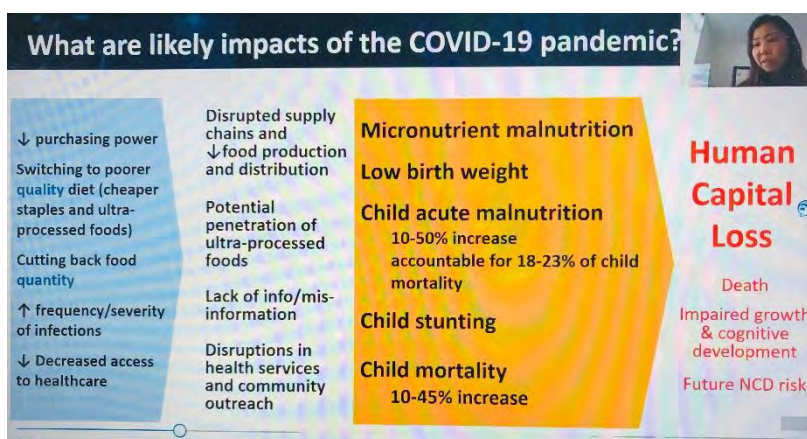 What are likely impacts of the COVID-19 pandemic?
↓ purchasing power
Switching to poorer
quality diet (cheaper
staples and ultra-
processed foods)
Cutting back food
quantity
↑ frequency/severity
of infections
↓ Decreased access
to healthcare
Disrupted supply
chains and
↓food production
and distribution
Potential
penetration of
ultra-processed
foods
Lack of info/mis-
information
Disruptions in
health services
and community
outreach
Micronutrient malnutrition
Low birth weight
Child acute malnutrition
10-50% increase
accountable for 18-23% of child
mortality
Child stunting
Child mortality
10-45% increase
Human
Capital
Loss
Death
Impaired growth
& cognitive
development
Future NCD risk